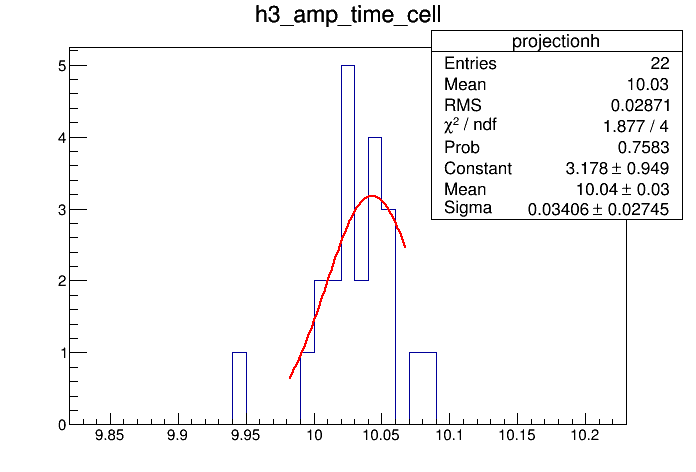 h3_amp_time_cell
projectionh
Entries 22
Mean 10.03
RMS 0.02871
χ² / ndf 1.877 / 4
Prob 0.7583
Constant 3.178 ± 0.949
Mean 10.04 ± 0.03
Sigma 0.03406 ± 0.02745
5
4
3
2
1
0
9.85 9.9 9.95 10 10.05 10.1 10.15 10.2